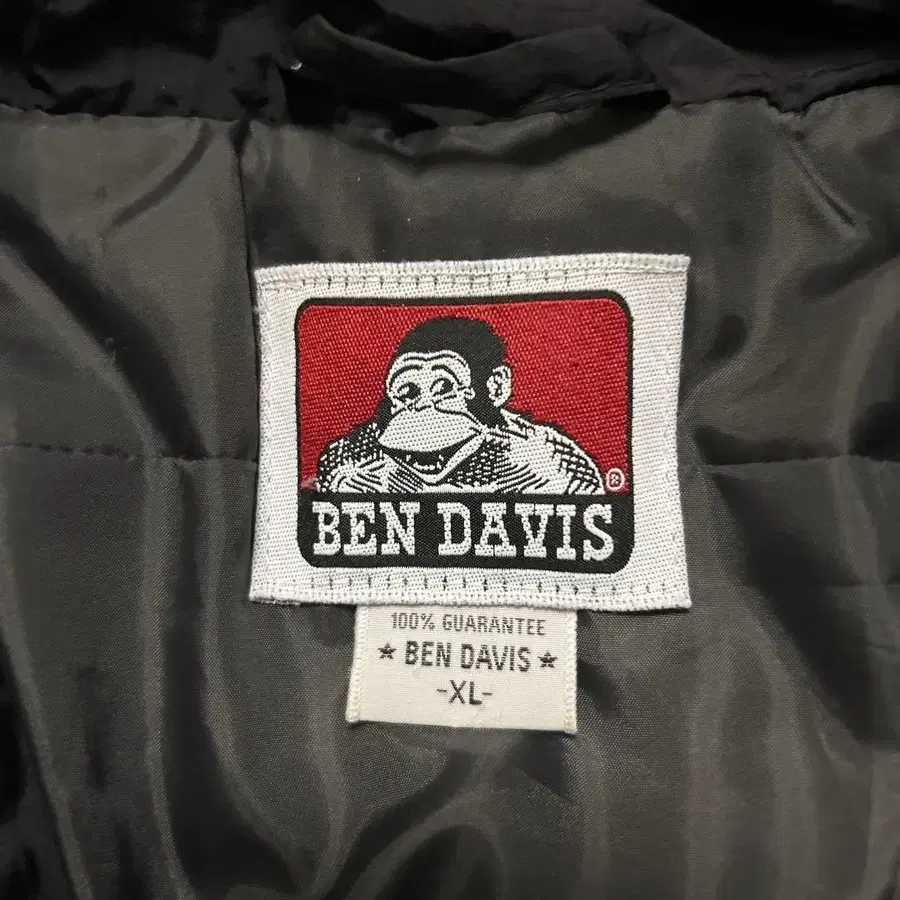 ®
BEN DAVIS
100% GUARANTEE
★ BEN DAVIS ★
-XL-